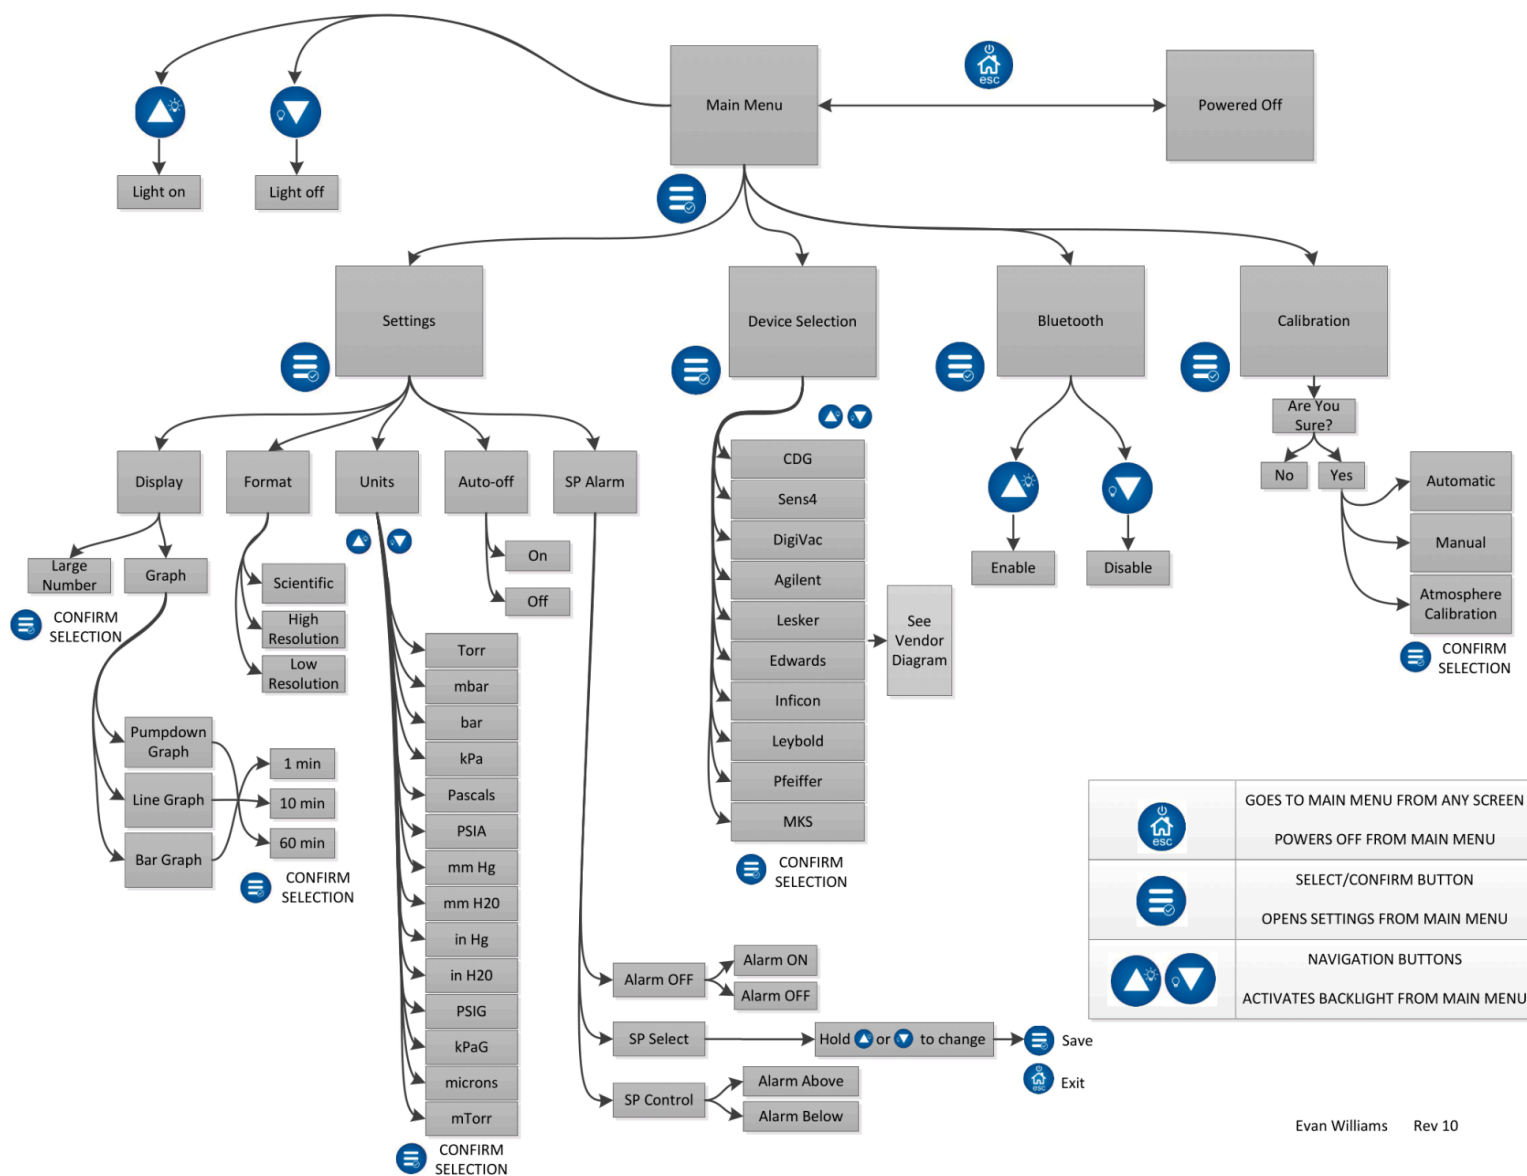 esc
Main Menu
Powered Off
Light on
Light off
Settings
Device Selection
Bluetooth
Calibration
Are You
Sure?
No
Yes
Automatic
Manual
Atmosphere
Calibration
CONFIRM
SELECTION
Display
Format
Units
Auto-off
SP Alarm
Large
Number
Graph
CONFIRM
SELECTION
Scientific
High
Resolution
Low
Resolution
On
Off
Pumpdown
Graph
Line Graph
Bar Graph
1 min
10 min
60 min
CONFIRM
SELECTION
Torr
mbar
bar
kPa
Pascals
PSIA
mm Hg
mm H20
in Hg
in H20
PSIG
kPaG
microns
mTorr
CONFIRM
SELECTION
CDG
Sens4
DigiVac
Agilent
Lesker
Edwards
Inficon
Leybold
Pfeiffer
MKS
CONFIRM
SELECTION
See
Vendor
Diagram
Enable
Disable
Alarm OFF
Alarm ON
Alarm OFF
SP Select
Hold or to change
Save
esc
Exit
SP Control
Alarm Above
Alarm Below
esc
GOES TO MAIN MENU FROM ANY SCREEN
POWERS OFF FROM MAIN MENU
SELECT/CONFIRM BUTTON
OPENS SETTINGS FROM MAIN MENU
NAVIGATION BUTTONS
ACTIVATES BACKLIGHT FROM MAIN MENU
Evan Williams Rev 10